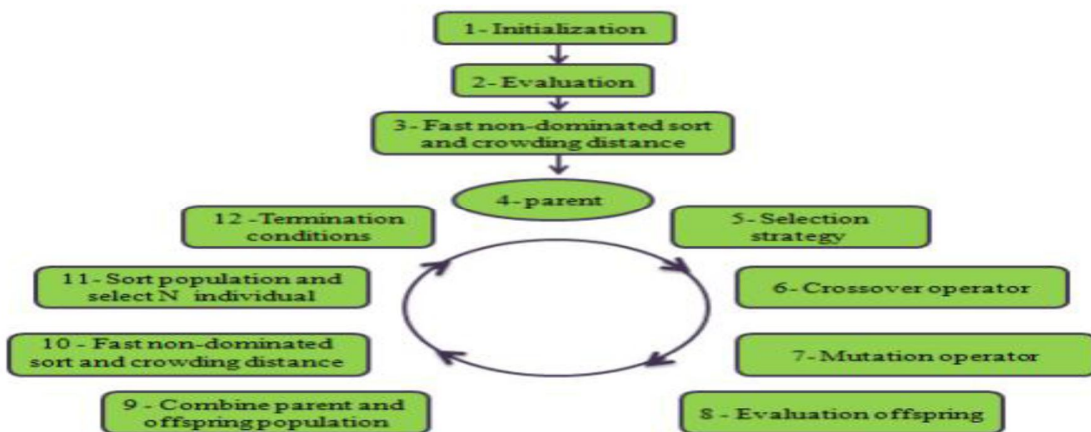 1- Initialization
2- Evaluation
3- Fast non-dominated sort
and crowding distance
4- parent
5- Selection
strategy
6- Crossover operator
7- Mutation operator
8 - Evaluation offspring
9 - Combine parent and
offspring population
10 - Fast non-dominated
sort and crowding distance
11- Sort population and
select N individual
12 -Termination
conditions